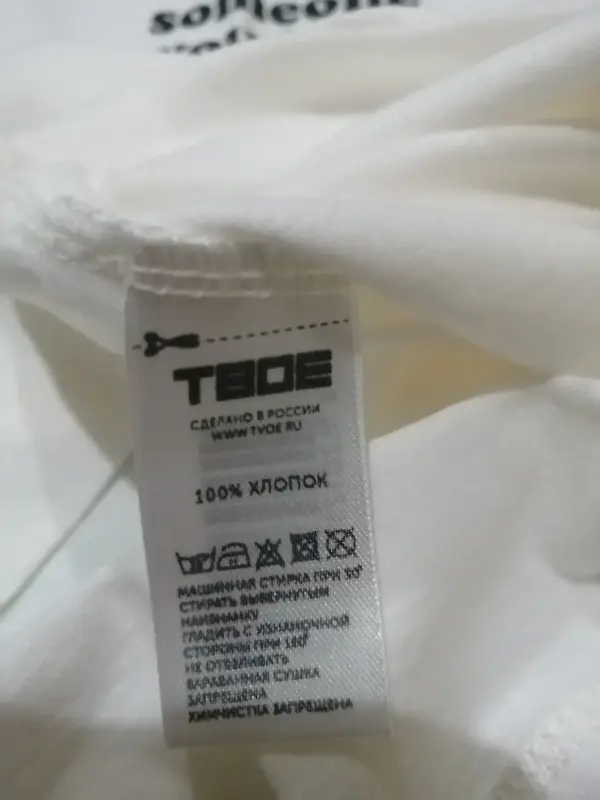 someone
ТВОЕ
СДЕЛАНО В РОССИИ
WWW.TVOE.RU
100% ХЛОПОК
МАШИННАЯ СТИРКА ПРИ 30°
СТИРАТЬ ВЫВЕРНУТЫМ
НАИЗНАНКУ
ГЛАДИТЬ С ИЗНАНОЧНОЙ
СТОРОНЫ ПРИ
НЕ ОТБЕЛИВАТЬ
БАРАБАННАЯ СУШКА
ЗАПРЕЩЕНА
ХИМЧИСТКА ЗАПРЕЩЕНА